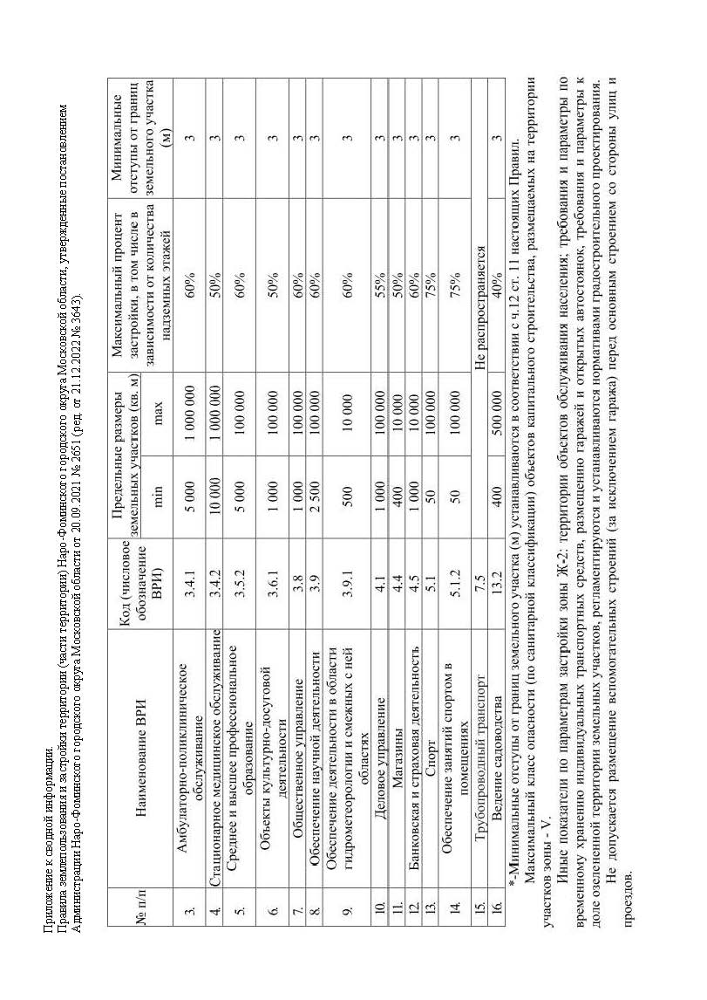 Приложение к сводной информации.
Правила землепользования и застройки территории (части территории) Наро-Фоминского городского округа Московской области, утвержденные постановлением
Администрации Наро-Фоминского городского округа Московской области от 20.09.2021 № 2651 (ред. от 21.12.2022 № 3643).
№ п/п | Наименование ВРИ | Код (числовое обозначение ВРИ) | Предельные размеры земельных участков (кв. м) min | max | Максимальный процент застройки, в том числе в зависимости от количества надземных этажей | Минимальные отступы от границ земельного участка (м)
3. | Амбулаторно-поликлиническое обслуживание | 3.4.1 | 5 000 | 1 000 000 | 60% | 3
4. | Стационарное медицинское обслуживание | 3.4.2 | 10 000 | 1 000 000 | 50% | 3
5. | Среднее и высшее профессиональное образование | 3.5.2 | 5 000 | 100 000 | 60% | 3
6. | Объекты культурно-досуговой деятельности | 3.6.1 | 1 000 | 100 000 | 50% | 3
7. | Общественное управление | 3.8 | 1 000 | 100 000 | 60% | 3
8. | Обеспечение научной деятельности | 3.9 | 2 500 | 100 000 | 60% | 3
9. | Обеспечение деятельности в области гидрометеорологии и смежных с ней областях | 3.9.1 | 500 | 10 000 | 60% | 3
10. | Деловое управление | 4.1 | 1 000 | 100 000 | 55% | 3
11. | Магазины | 4.4 | 400 | 10 000 | 50% | 3
12. | Банковская и страховая деятельность | 4.5 | 1 000 | 10 000 | 60% | 3
13. | Спорт | 5.1 | 50 | 100 000 | 75% | 3
14. | Обеспечение занятий спортом в помещениях | 5.1.2 | 50 | 100 000 | 75% | 3
15. | Трубопроводный транспорт | 7.5 | Не распространяется
16. | Ведение садоводства | 13.2 | 400 | 500 000 | 40% | 3
*-Минимальные отступы от границ земельного участка (м) устанавливаются в соответствии с ч.12 ст. 11 настоящих Правил.
Максимальный класс опасности (по санитарной классификации) объектов капитального строительства, размещаемых на территории
участков зоны - V.
Иные показатели по параметрам застройки зоны Ж-2: территории объектов обслуживания населения; требования и параметры по
временному хранению индивидуальных транспортных средств, размещению гаражей и открытых автостоянок, требования и параметры к
доле озелененной территории земельных участков, регламентируются и устанавливаются нормативами градостроительного проектирования.
Не допускается размещение вспомогательных строений (за исключением гаража) перед основным строением со стороны улиц и
проездов.